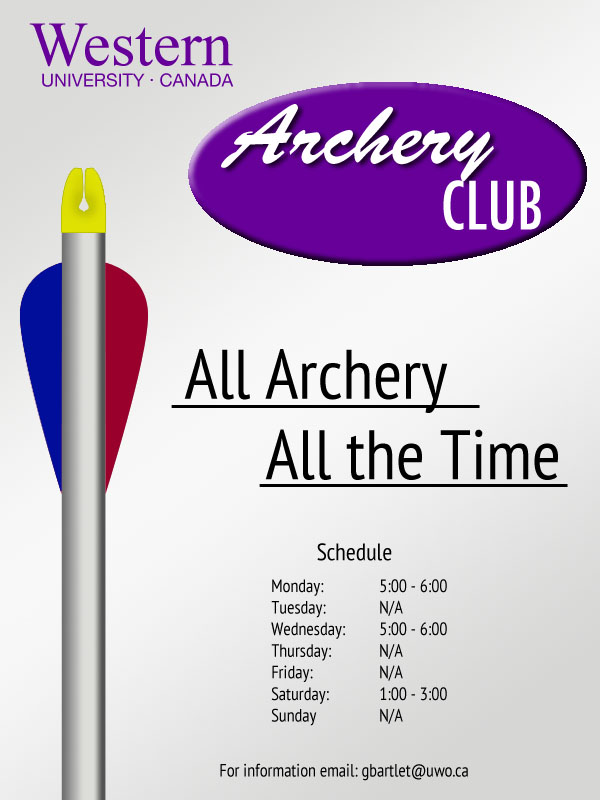 Western
UNIVERSITY · CANADA
Archery
CLUB
All Archery
All the Time
Schedule
Monday: 5:00 - 6:00
Tuesday: N/A
Wednesday: 5:00 - 6:00
Thursday: N/A
Friday: N/A
Saturday: 1:00 - 3:00
Sunday N/A
For information email: gbartlet@uwo.ca